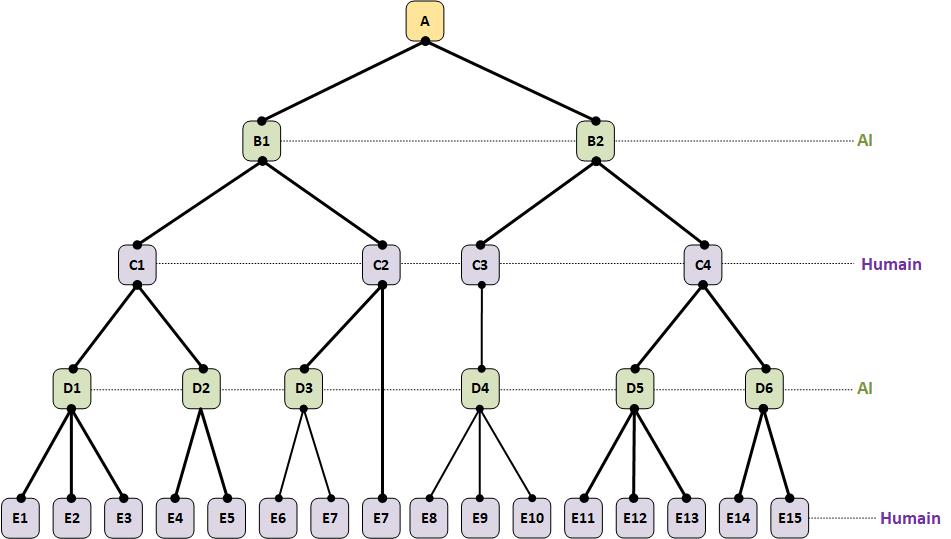 A
B1 B2 AI
C1 C2 C3 C4 Humain
D1 D2 D3 D4 D5 D6 AI
E1 E2 E3 E4 E5 E6 E7 E7 E8 E9 E10 E11 E12 E13 E14 E15 Humain